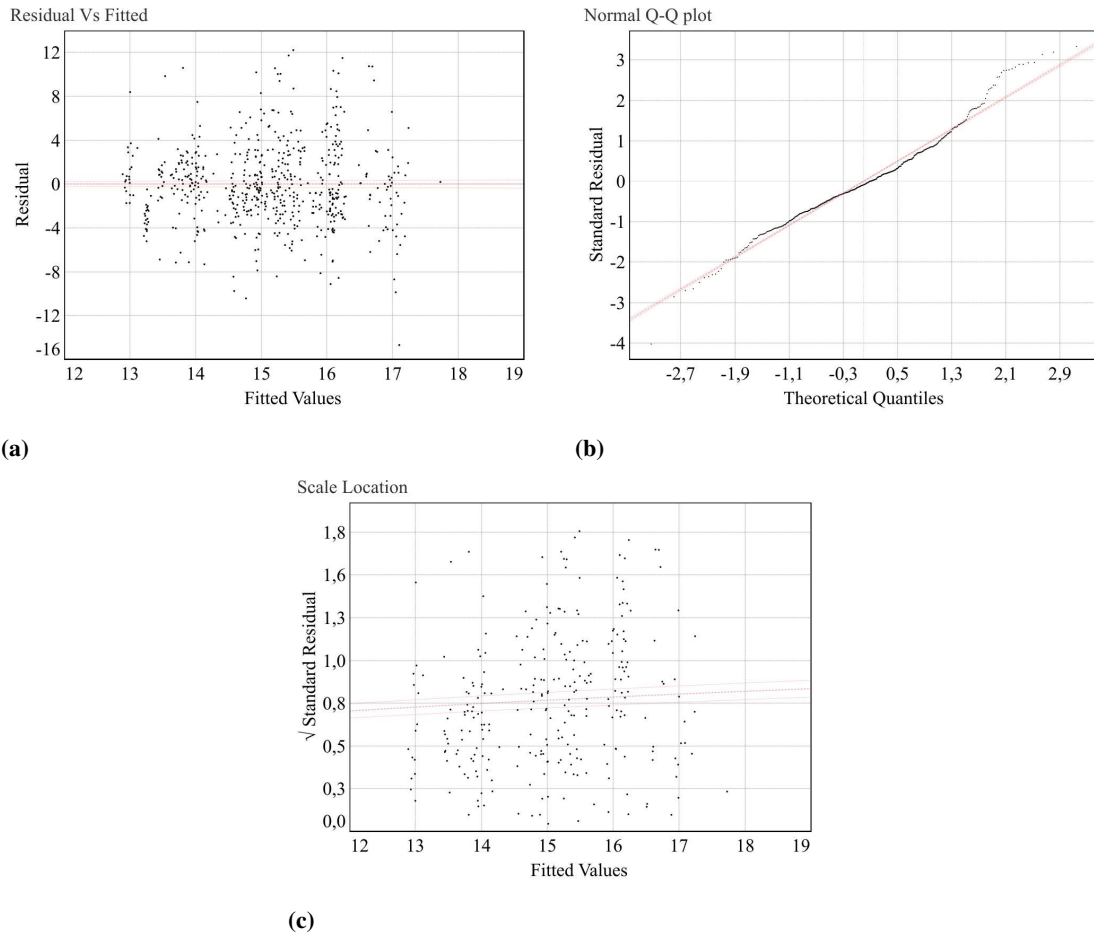 Residual Vs Fitted
12
8
4
0
-4
-8
-12
-16
Residual
12 13 14 15 16 17 18 19
Fitted Values
(a)
Normal Q-Q plot
3
2
1
0
-1
-2
-3
-4
Standard Residual
-2,7 -1,9 -1,1 -0,3 0,5 1,3 2,1 2,9
Theoretical Quantiles
(b)
Scale Location
1,8
1,6
1,3
1,0
0,8
0,5
0,3
0,0
√ Standard Residual
12 13 14 15 16 17 18 19
Fitted Values
(c)